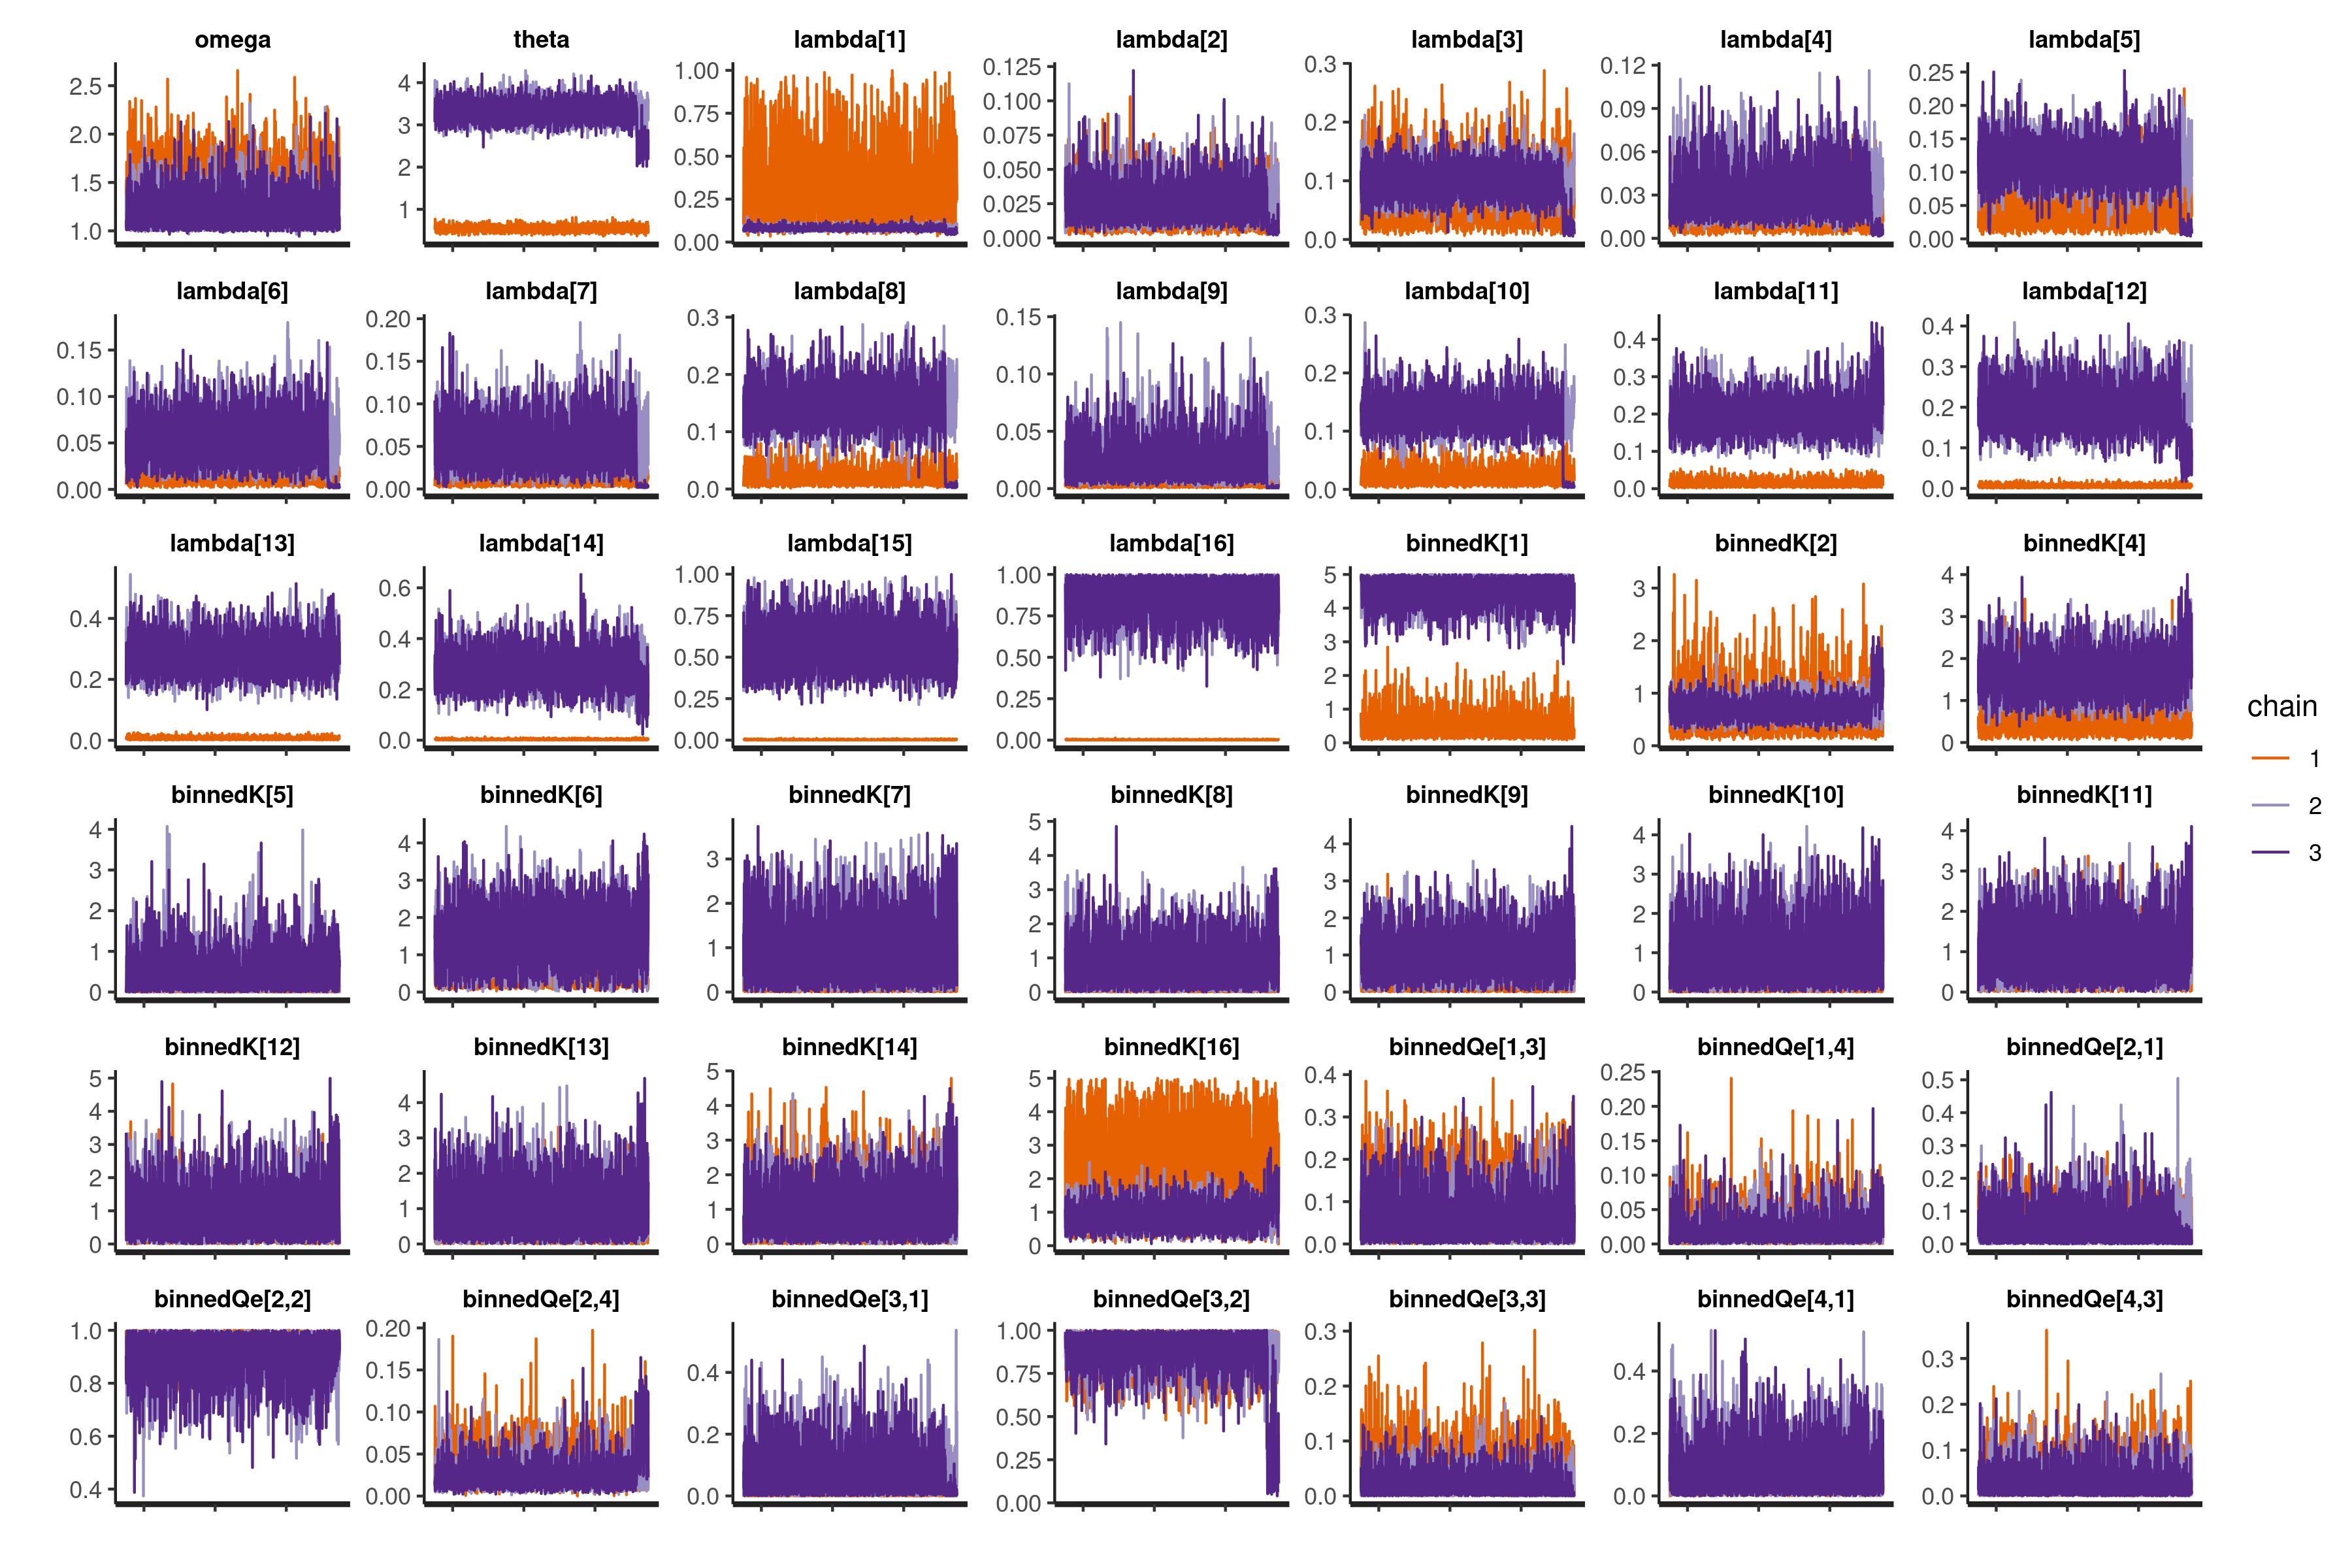 omega theta lambda[1] lambda[2] lambda[3] lambda[4] lambda[5]
2.5 2.0 1.5 1.0
4 3 2 1
1.00 0.75 0.50 0.25 0.00
0.125 0.100 0.075 0.050 0.025 0.000
0.3 0.2 0.1 0.0
0.12 0.09 0.06 0.03 0.00
0.25 0.20 0.15 0.10 0.05 0.00
lambda[6] lambda[7] lambda[8] lambda[9] lambda[10] lambda[11] lambda[12]
0.15 0.10 0.05 0.00
0.20 0.15 0.10 0.05 0.00
0.3 0.2 0.1 0.0
0.15 0.10 0.05 0.00
0.3 0.2 0.1 0.0
0.4 0.3 0.2 0.1 0.0
0.4 0.3 0.2 0.1 0.0
lambda[13] lambda[14] lambda[15] lambda[16] binnedK[1] binnedK[2] binnedK[4]
0.4 0.2 0.0
0.6 0.4 0.2 0.0
1.00 0.75 0.50 0.25 0.00
1.00 0.75 0.50 0.25 0.00
5 4 3 2 1 0
3 2 1 0
4 3 2 1 0
binnedK[5] binnedK[6] binnedK[7] binnedK[8] binnedK[9] binnedK[10] binnedK[11]
4 3 2 1 0
4 3 2 1 0
3 2 1 0
5 4 3 2 1 0
4 3 2 1 0
4 3 2 1 0
4 3 2 1 0
binnedK[12] binnedK[13] binnedK[14] binnedK[16] binnedQe[1,3] binnedQe[1,4] binnedQe[2,1]
5 4 3 2 1 0
4 3 2 1 0
5 4 3 2 1 0
5 4 3 2 1 0
0.4 0.3 0.2 0.1 0.0
0.25 0.20 0.15 0.10 0.05 0.00
0.5 0.4 0.3 0.2 0.1 0.0
binnedQe[2,2] binnedQe[2,4] binnedQe[3,1] binnedQe[3,2] binnedQe[3,3] binnedQe[4,1] binnedQe[4,3]
1.0 0.8 0.6 0.4
0.20 0.15 0.10 0.05 0.00
0.4 0.2 0.0
1.00 0.75 0.50 0.25 0.00
0.3 0.2 0.1 0.0
0.4 0.2 0.0
0.3 0.2 0.1 0.0
chain
1
2
3